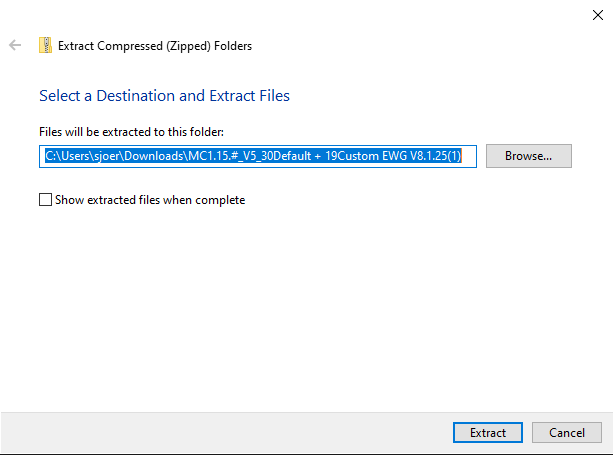 Extract Compressed (Zipped) Folders
Select a Destination and Extract Files
Files will be extracted to this folder:
C:\Users\sjoer\Downloads\MC1.15.#_V5_30Default + 19Custom EWG V8.1.25(1)
Browse...
Show extracted files when complete
Extract
Cancel